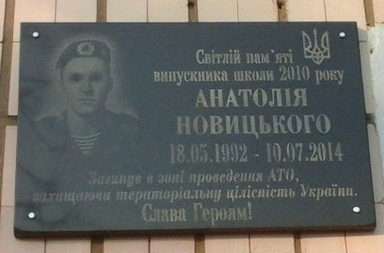 Світлій пам'яті
випускника школи 2010 року
АНАТОЛІЯ
НОВИЦЬКОГО
18.05.1992 - 10.07.2014
Загинув в зоні проведення АТО,
захищаючи територіальну цілісність України.
Слава Героям!